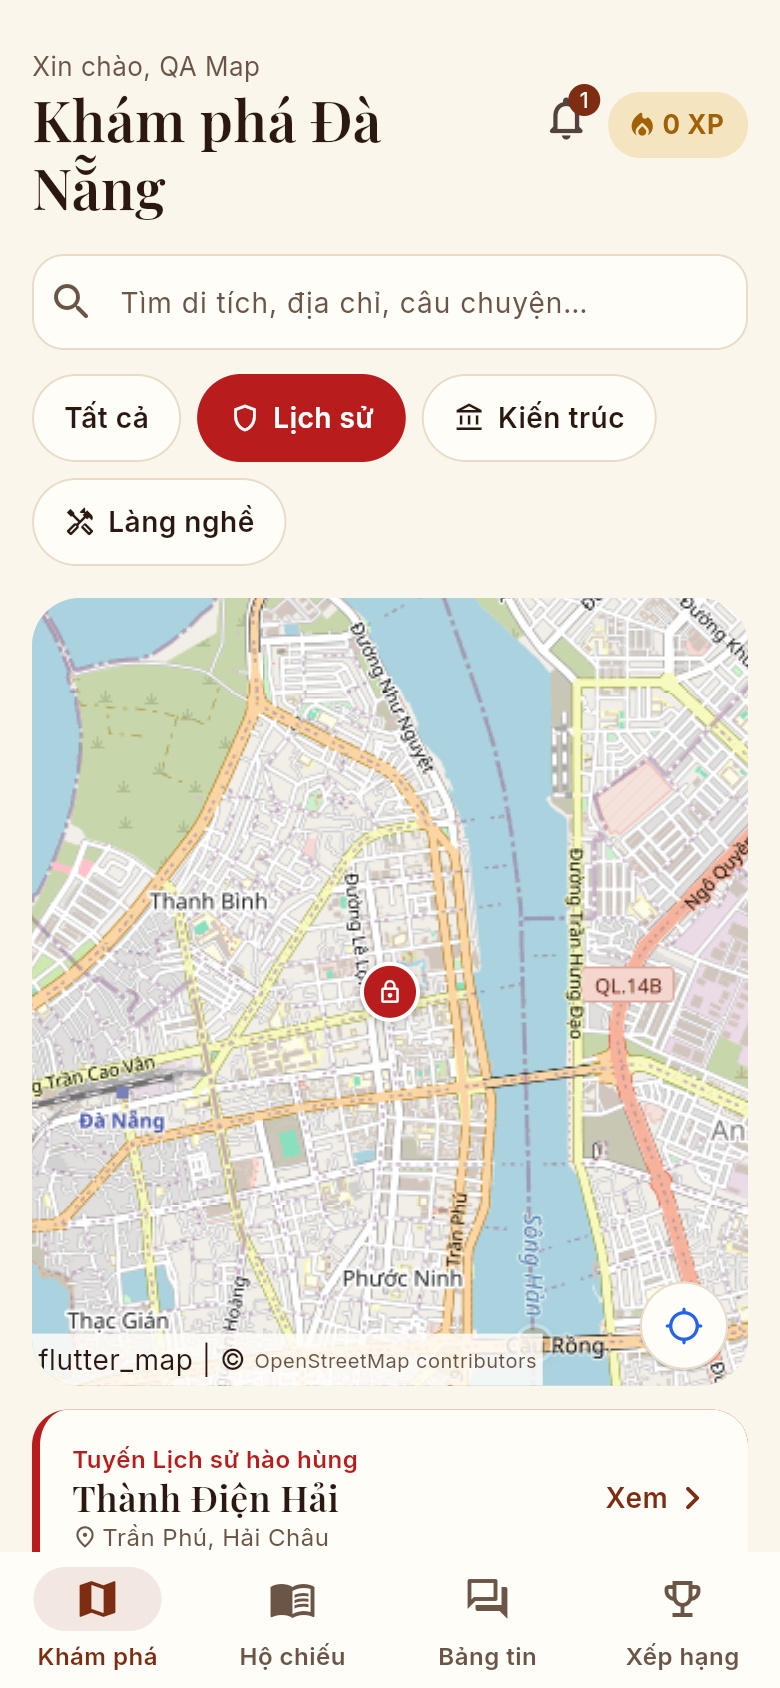 Xin chào, QA Map
Khám phá Đà
Nẵng
1
0 XP
Tìm di tích, địa chỉ, câu chuyện...
Tất cả
Lịch sử
Kiến trúc
Làng nghề
Đường Như Nguyệt
Thanh Bình
Đường Trần Hưng Đạo
Ngô Quyền
QL.14B
g Trần Cao Vân
Đà Nẵng
An
Trần Phú
Sông Hàn
Phước Ninh
Hoàng
Thạc Gián
Rồng
flutter_map | © OpenStreetMap contributors
Tuyến Lịch sử hào hùng
Thành Điện Hải
Xem
Trần Phú, Hải Châu
Khám phá
Hộ chiếu
Bảng tin
Xếp hạng